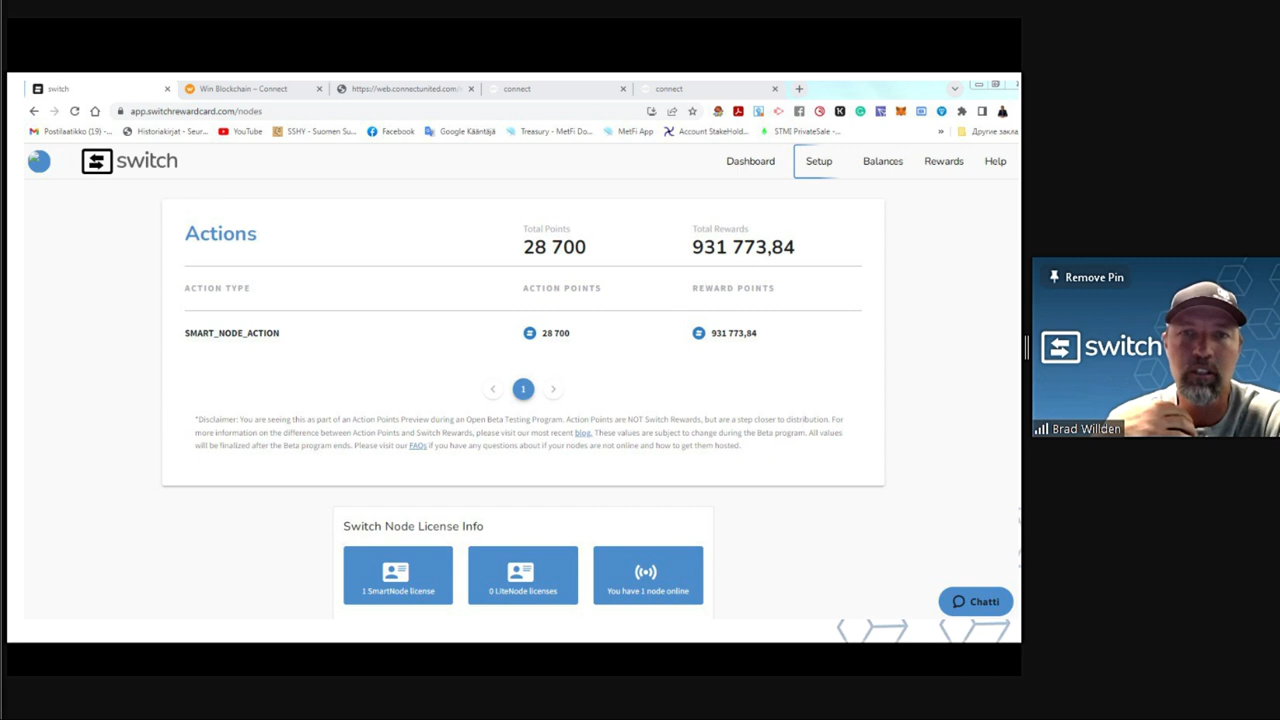 switch
Win Blockchain – Connect
https://web.connectunited.com/
connect
connect
app.switchrewardcard.com/nodes
Postilaatikko (19) -...
Historiakirjat - Seur...
YouTube
SSHY - Suomen Su...
Facebook
Google Kääntäjä
Treasury - MetFi Do...
MetFi App
Account StakeHold...
STMI PrivateSale -...
»
Другие закла
switch
Dashboard
Setup
Balances
Rewards
Help
Actions
Total Points
28 700
Total Rewards
931 773,84
ACTION TYPE
ACTION POINTS
REWARD POINTS
SMART_NODE_ACTION
28 700
931 773,84
1
*Disclaimer: You are seeing this as part of an Action Points Preview during an Open Beta Testing Program. Action Points are NOT Switch Rewards, but are a step closer to distribution. For
more information on the difference between Action Points and Switch Rewards, please visit our most recent blog. These values are subject to change during the Beta program. All values
will be finalized after the Beta program ends. Please visit our FAQs if you have any questions about if your nodes are not online and how to get them hosted.
Switch Node License Info
1 SmartNode license
0 LiteNode licenses
You have 1 node online
Chatti
Remove Pin
switch
Brad Willden